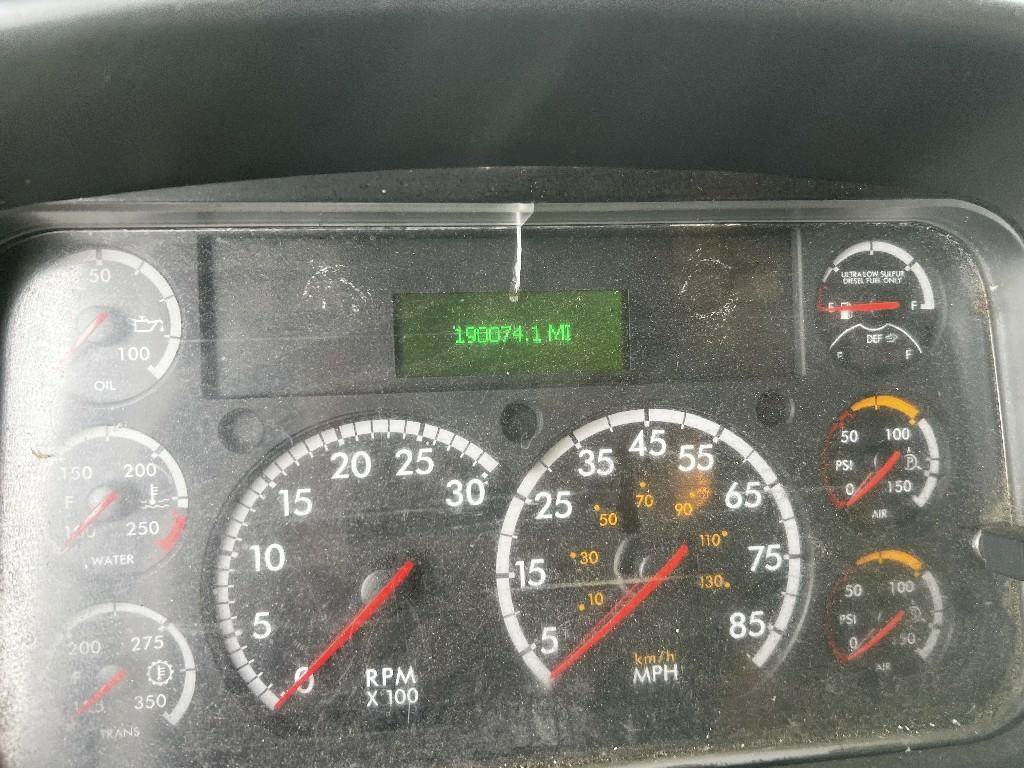 50
100
OIL
190074.1 MI
ULTRA LOW SULFUR
DIESEL FUEL ONLY
E F
DEF
E F
150 200
F
250
WATER
200 275
350
TRANS
0 5 10 15 20 25 30
RPM
X 100
5 15 25 35 45 55 65 75 85
10 30 50 70 90 110 130
km/h
MPH
50 100
PSI
0 150
AIR
50 100
PSI
0
AIR